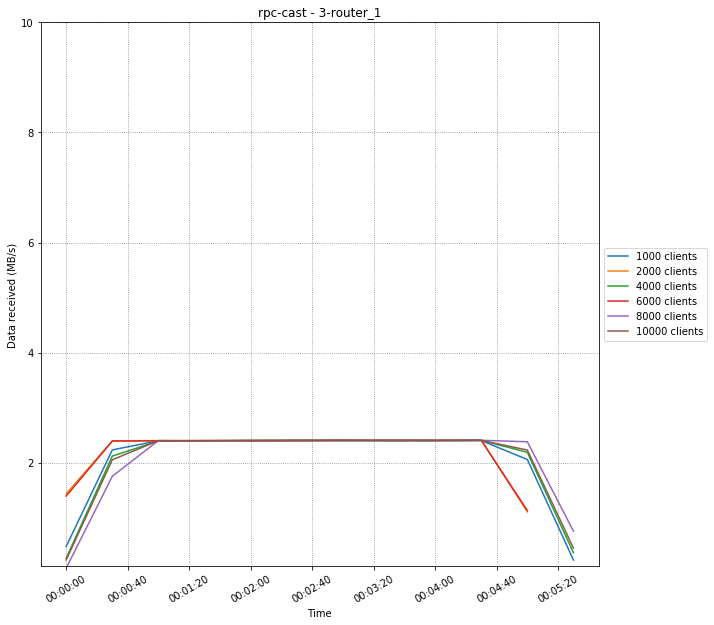 rpc-cast - 3-router_1
10
8
6
4
2
Data received (MB/s)
00:00:00
00:00:40
00:01:20
00:02:00
00:02:40
00:03:20
00:04:00
00:04:40
00:05:20
Time
1000 clients
2000 clients
4000 clients
6000 clients
8000 clients
10000 clients